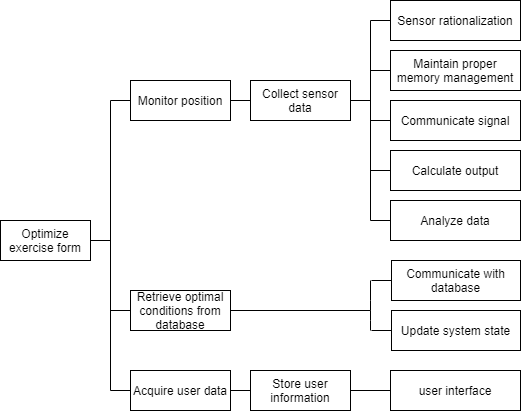 Sensor rationalization
Maintain proper
memory management
Monitor position
Collect sensor
data
Communicate signal
Calculate output
Analyze data
Optimize
exercise form
Communicate with
database
Retrieve optimal
conditions from
database
Update system state
Acquire user data
Store user
information
user interface